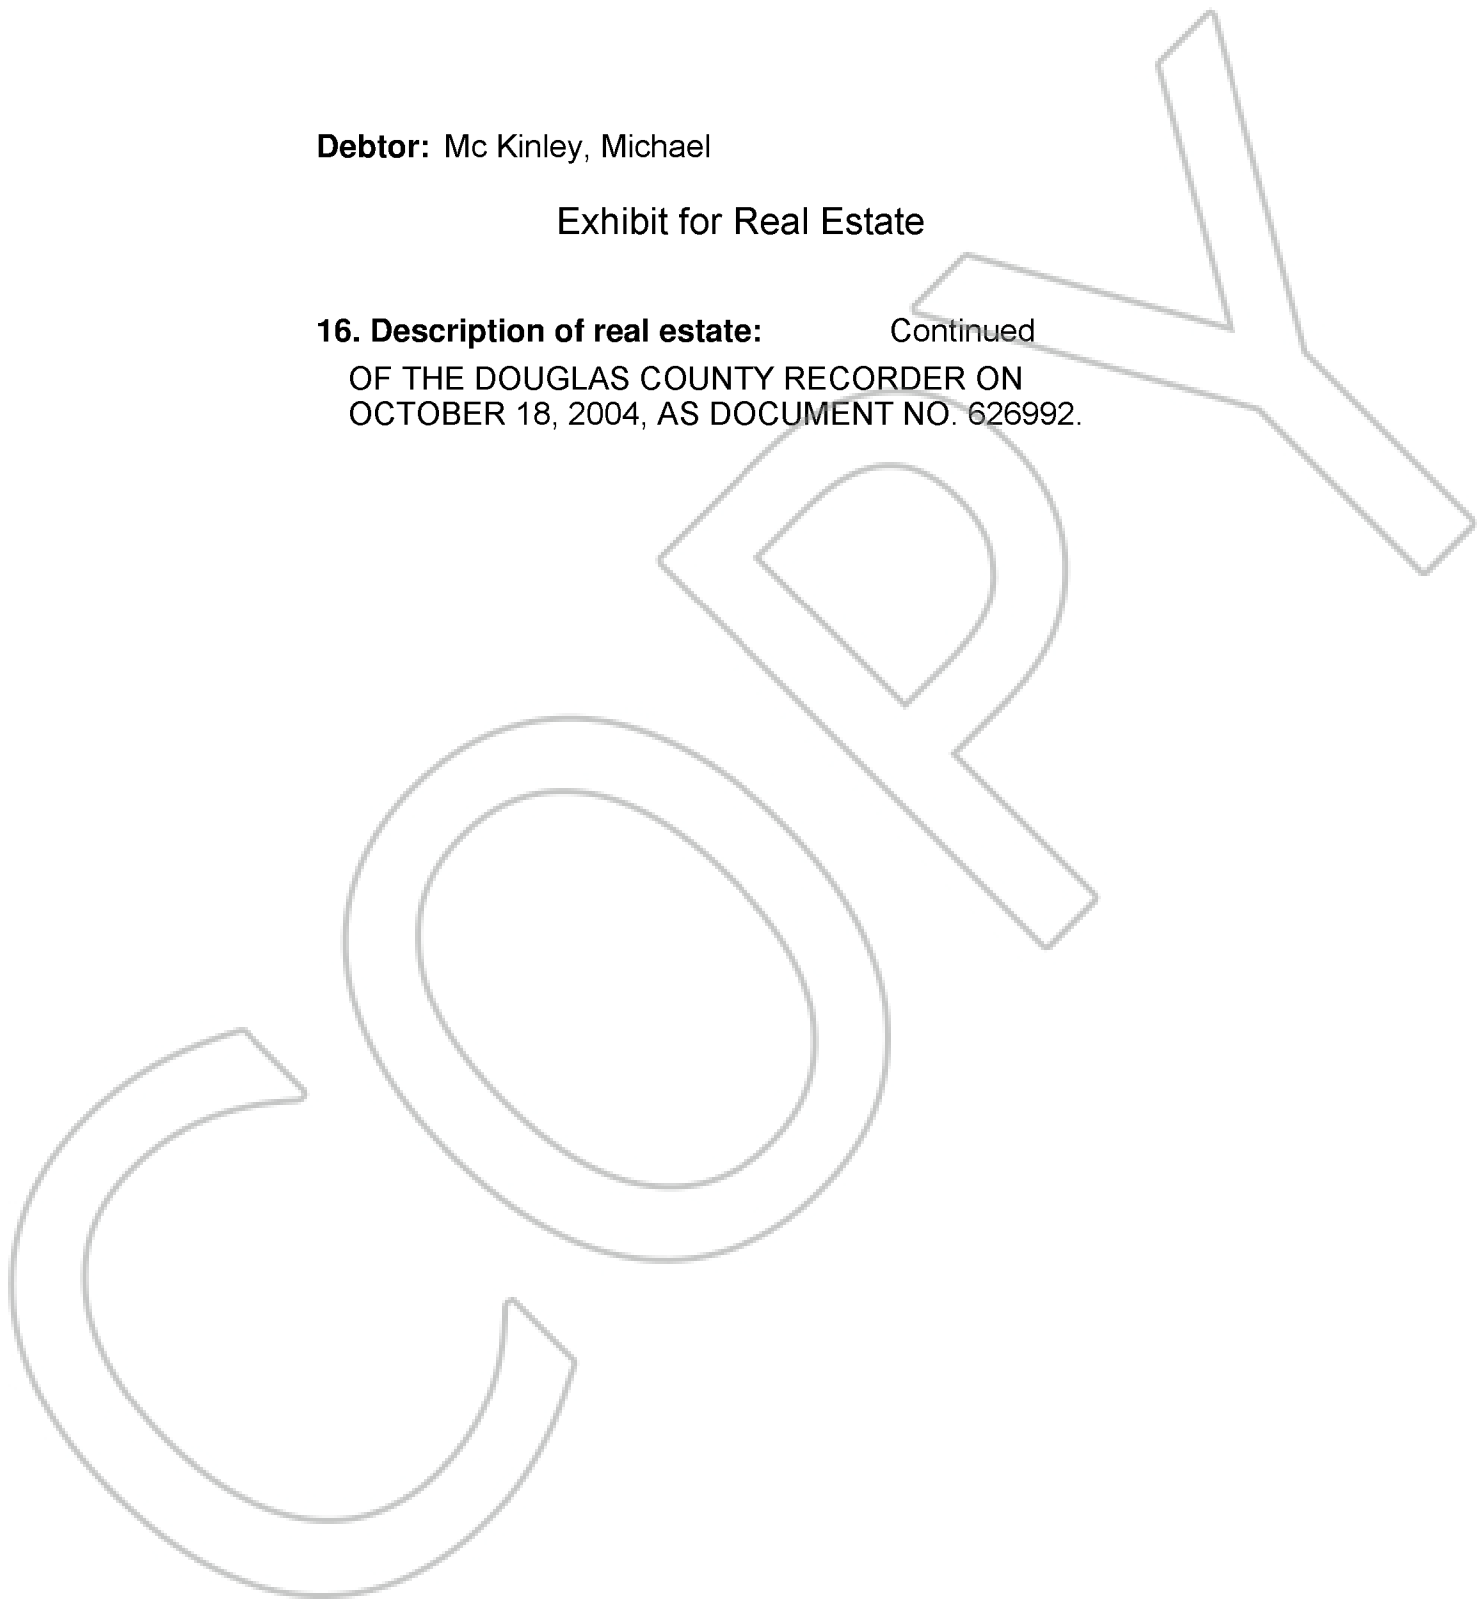 Debtor: Mc Kinley, Michael
Exhibit for Real Estate
16. Description of real estate: Continued
OF THE DOUGLAS COUNTY RECORDER ON
OCTOBER 18, 2004, AS DOCUMENT NO. 626992.
COPY